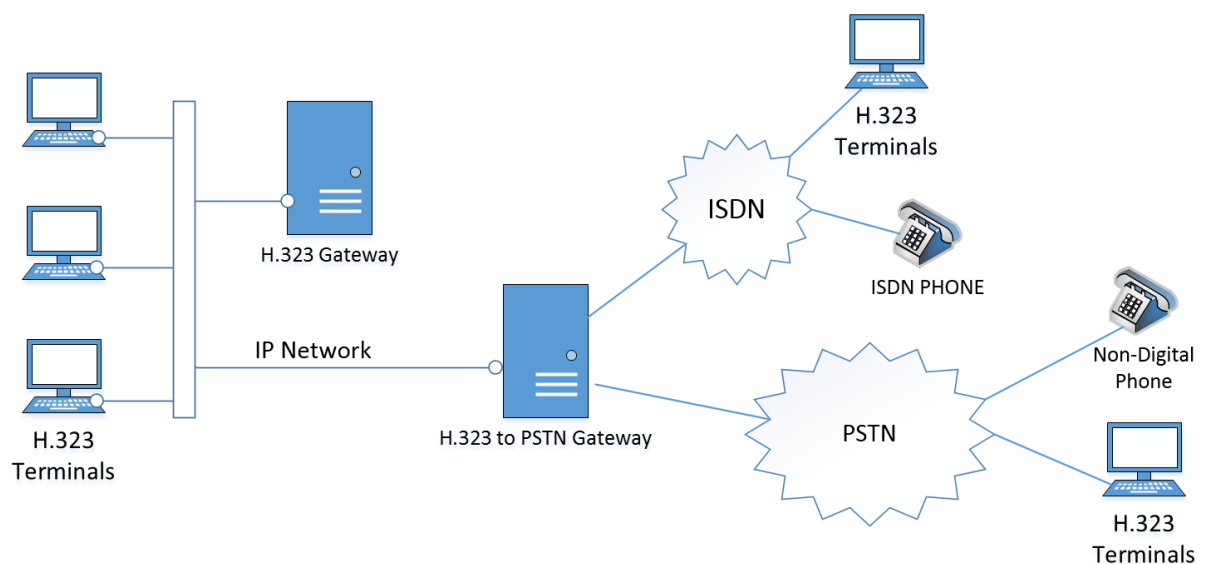 H.323
Terminals
ISDN
ISDN PHONE
H.323 Gateway
IP Network
Non-Digital
Phone
H.323 to PSTN Gateway
PSTN
H.323
Terminals
H.323
Terminals